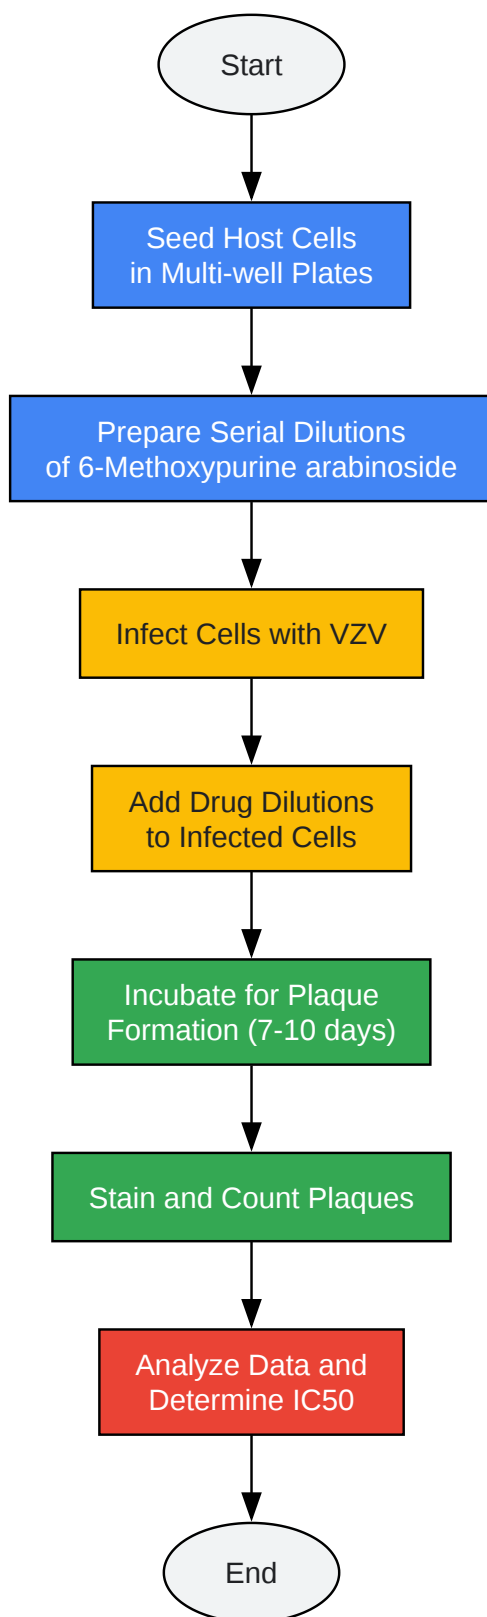 Start
Seed Host Cells
in Multi-well Plates
Prepare Serial Dilutions
of 6-Methoxypurine arabinoside
Infect Cells with VZV
Add Drug Dilutions
to Infected Cells
Incubate for Plaque
Formation (7-10 days)
Stain and Count Plaques
Analyze Data and
Determine IC50
End